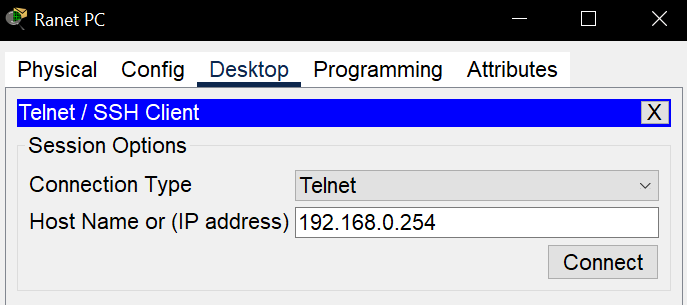 Ranet PC
Physical Config Desktop Programming Attributes
Telnet / SSH Client X
Session Options
Connection Type Telnet
Host Name or (IP address) 192.168.0.254
Connect